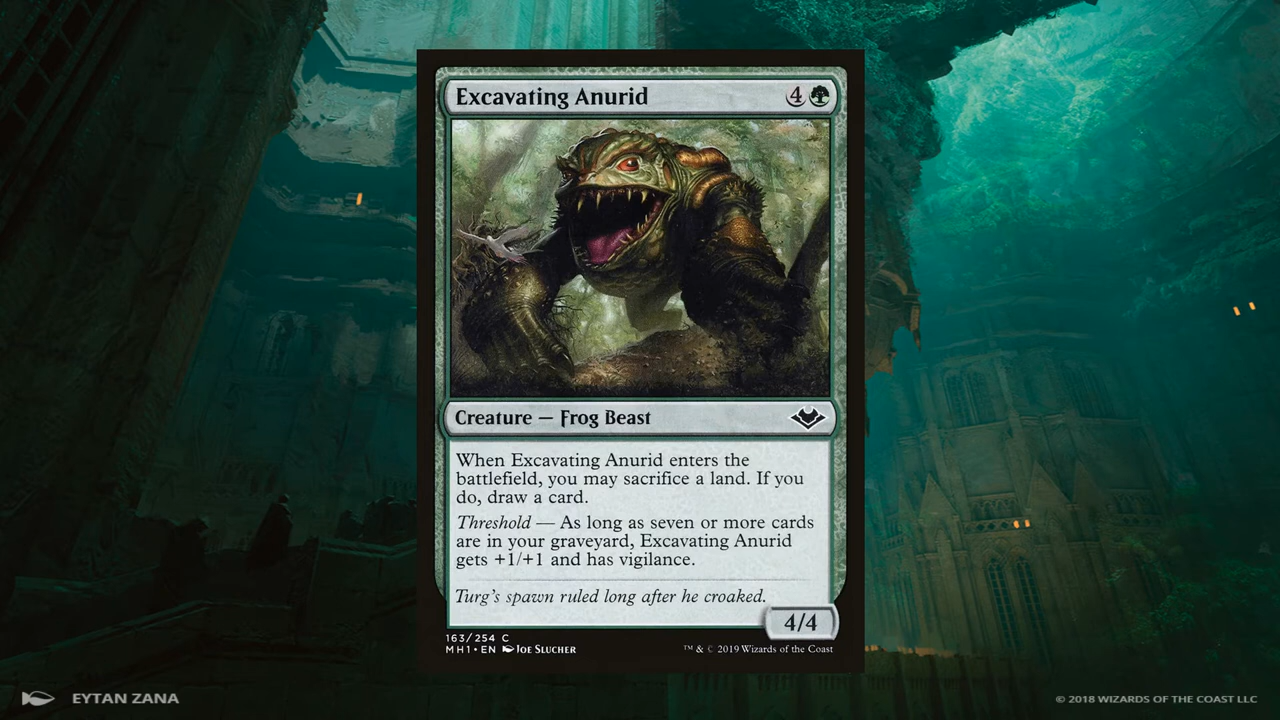 Excavating Anurid 4
Creature — Frog Beast
When Excavating Anurid enters the
battlefield, you may sacrifice a land. If you
do, draw a card.
Threshold — As long as seven or more cards
are in your graveyard, Excavating Anurid
gets +1/+1 and has vigilance.
Turg's spawn ruled long after he croaked.
4/4
163/254 C
MH1 • EN Joe Slucher
™ & © 2019 Wizards of the Coast
EYTAN ZANA
© 2018 WIZARDS OF THE COAST LLC